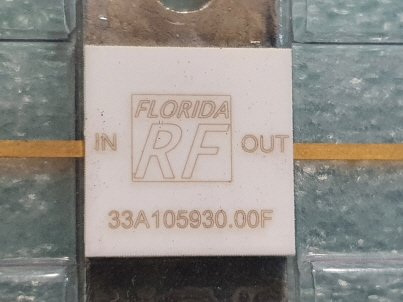 FLORIDA
IN RF OUT
33A105930.00F